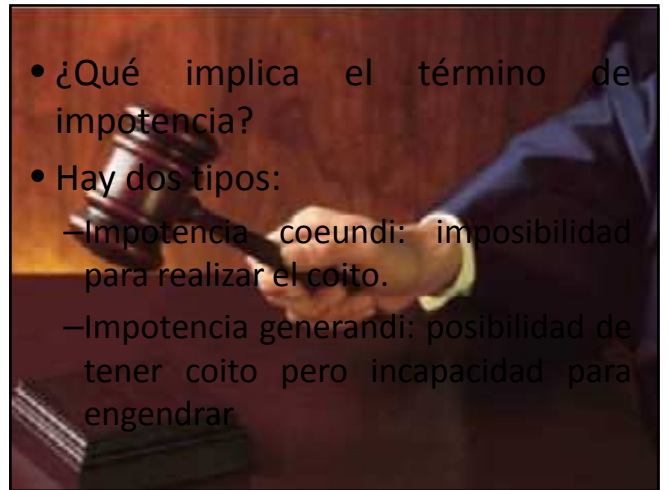 • ¿Qué implica el término de
impotencia?
• Hay dos tipos:
–Impotencia coeundi: imposibilidad
para realizar el coito.
–Impotencia generandi: posibilidad de
tener coito pero incapacidad para
engendrar